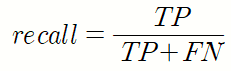 recall = TP / TP + FN